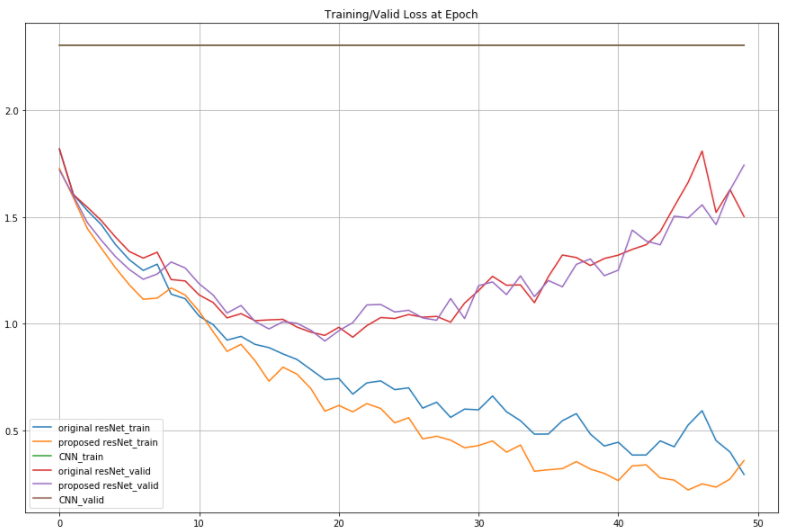 Training/Valid Loss at Epoch
2.0
1.5
1.0
0.5
original resNet_train
proposed resNet_train
CNN_train
original resNet_valid
proposed resNet_valid
CNN_valid
0 10 20 30 40 50